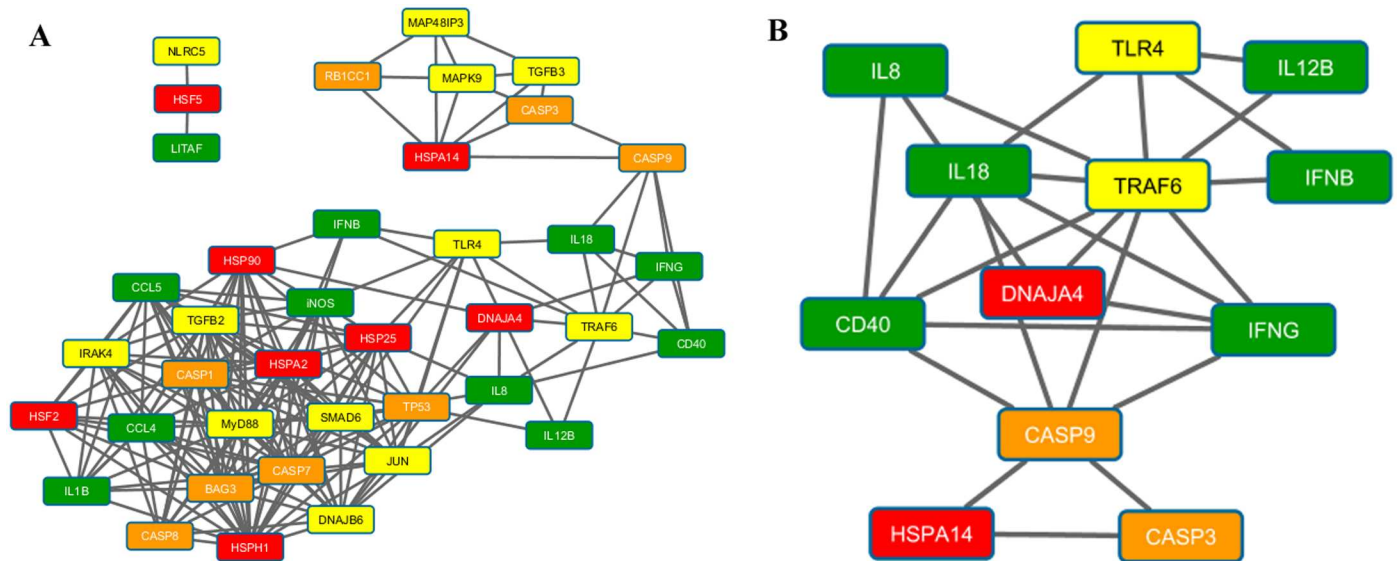 A
B
MAP48IP3
NLRC5
RB1CC1
MAPK9
TGFB3
HSF5
CASP3
LITAF
HSPA14
CASP9
IFNB
TLR4
IL18
HSP90
IFNG
CCL5
iNOS
TGFB2
DNAJA4
HSP25
TRAF6
IRAK4
CD40
HSPA2
CASP1
IL8
HSF2
CCL4
MyD88
SMAD6
TP53
IL12B
JUN
CASP7
IL1B
BAG3
DNAJB6
CASP8
HSPH1
TLR4
IL8
IL12B
IL18
TRAF6
IFNB
DNAJA4
CD40
IFNG
CASP9
HSPA14
CASP3